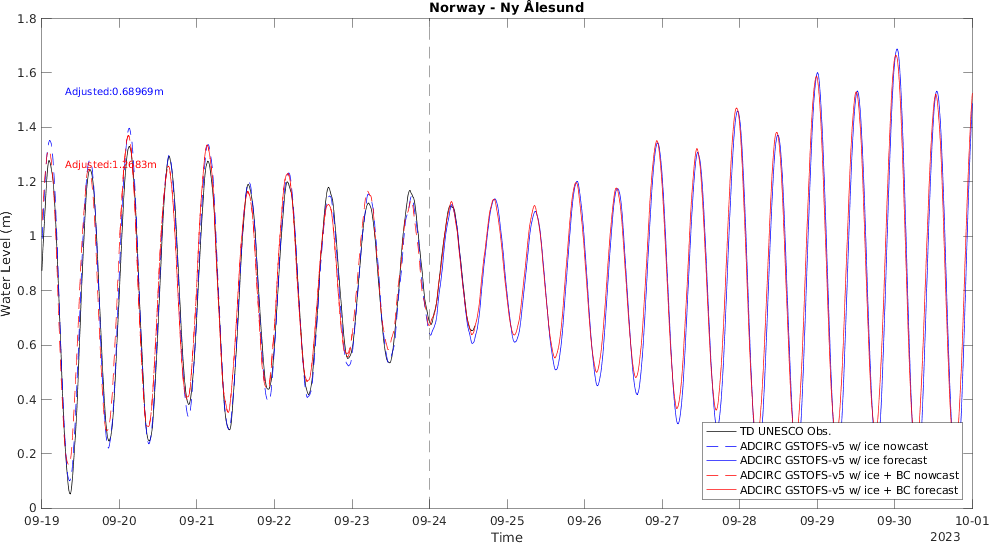 Norway - Ny Ålesund
1.8
1.6
1.4
1.2
1
0.8
0.6
0.4
0.2
0
Water Level (m)
Adjusted:0.68969m
Adjusted:1.2683m
TD UNESCO Obs.
ADCIRC GSTOFS-v5 w/ ice nowcast
ADCIRC GSTOFS-v5 w/ ice forecast
ADCIRC GSTOFS-v5 w/ ice + BC nowcast
ADCIRC GSTOFS-v5 w/ ice + BC forecast
09-19 09-20 09-21 09-22 09-23 09-24 09-25 09-26 09-27 09-28 09-29 09-30 10-01
Time
2023